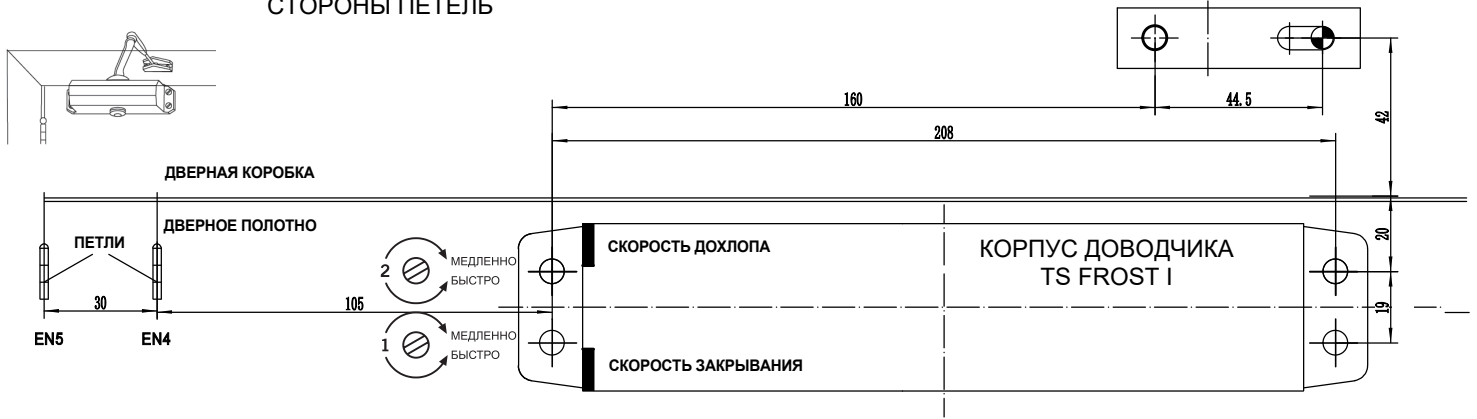 СТОРОНЫ ПЕТЕЛЬ
160
44.5
42
208
ДВЕРНАЯ КОРОБКА
ДВЕРНОЕ ПОЛОТНО
ПЕТЛИ
2
МЕДЛЕННО
БЫСТРО
СКОРОСТЬ ДОХЛОПА
КОРПУС ДОВОДЧИКА
TS FROST I
20
30
105
19
EN5
EN4
1
МЕДЛЕННО
БЫСТРО
СКОРОСТЬ ЗАКРЫВАНИЯ